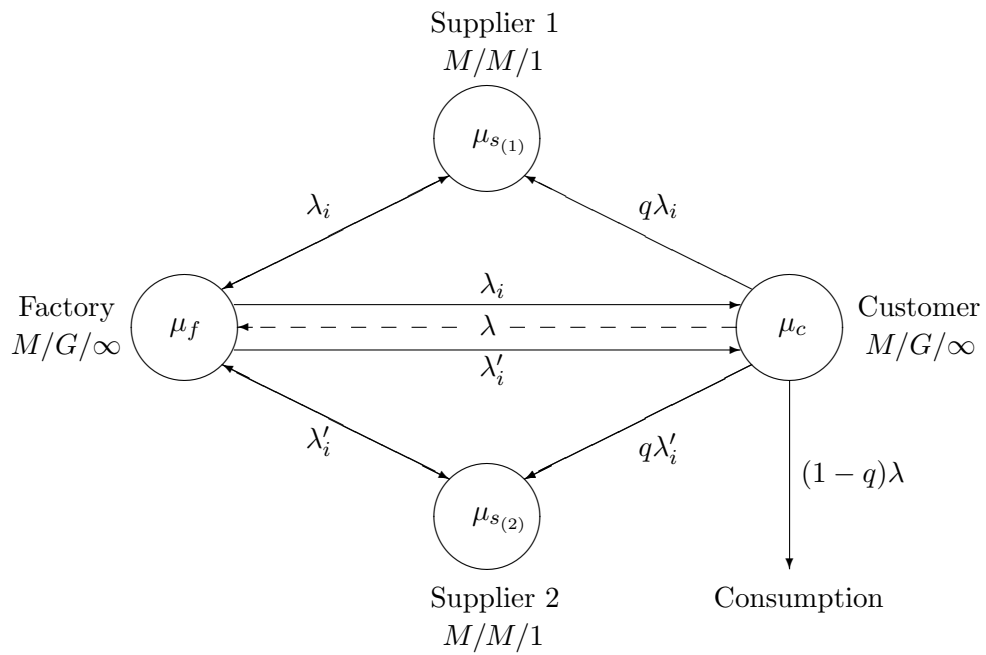 Supplier 1
M/M/1
μ_{s_{(1)}}
λ_i
qλ_i
λ_i
Factory
M/G/∞
μ_f
λ
μ_c
Customer
M/G/∞
λ'_i
λ'_i
qλ'_i
(1 − q)λ
μ_{s_{(2)}}
Supplier 2
M/M/1
Consumption